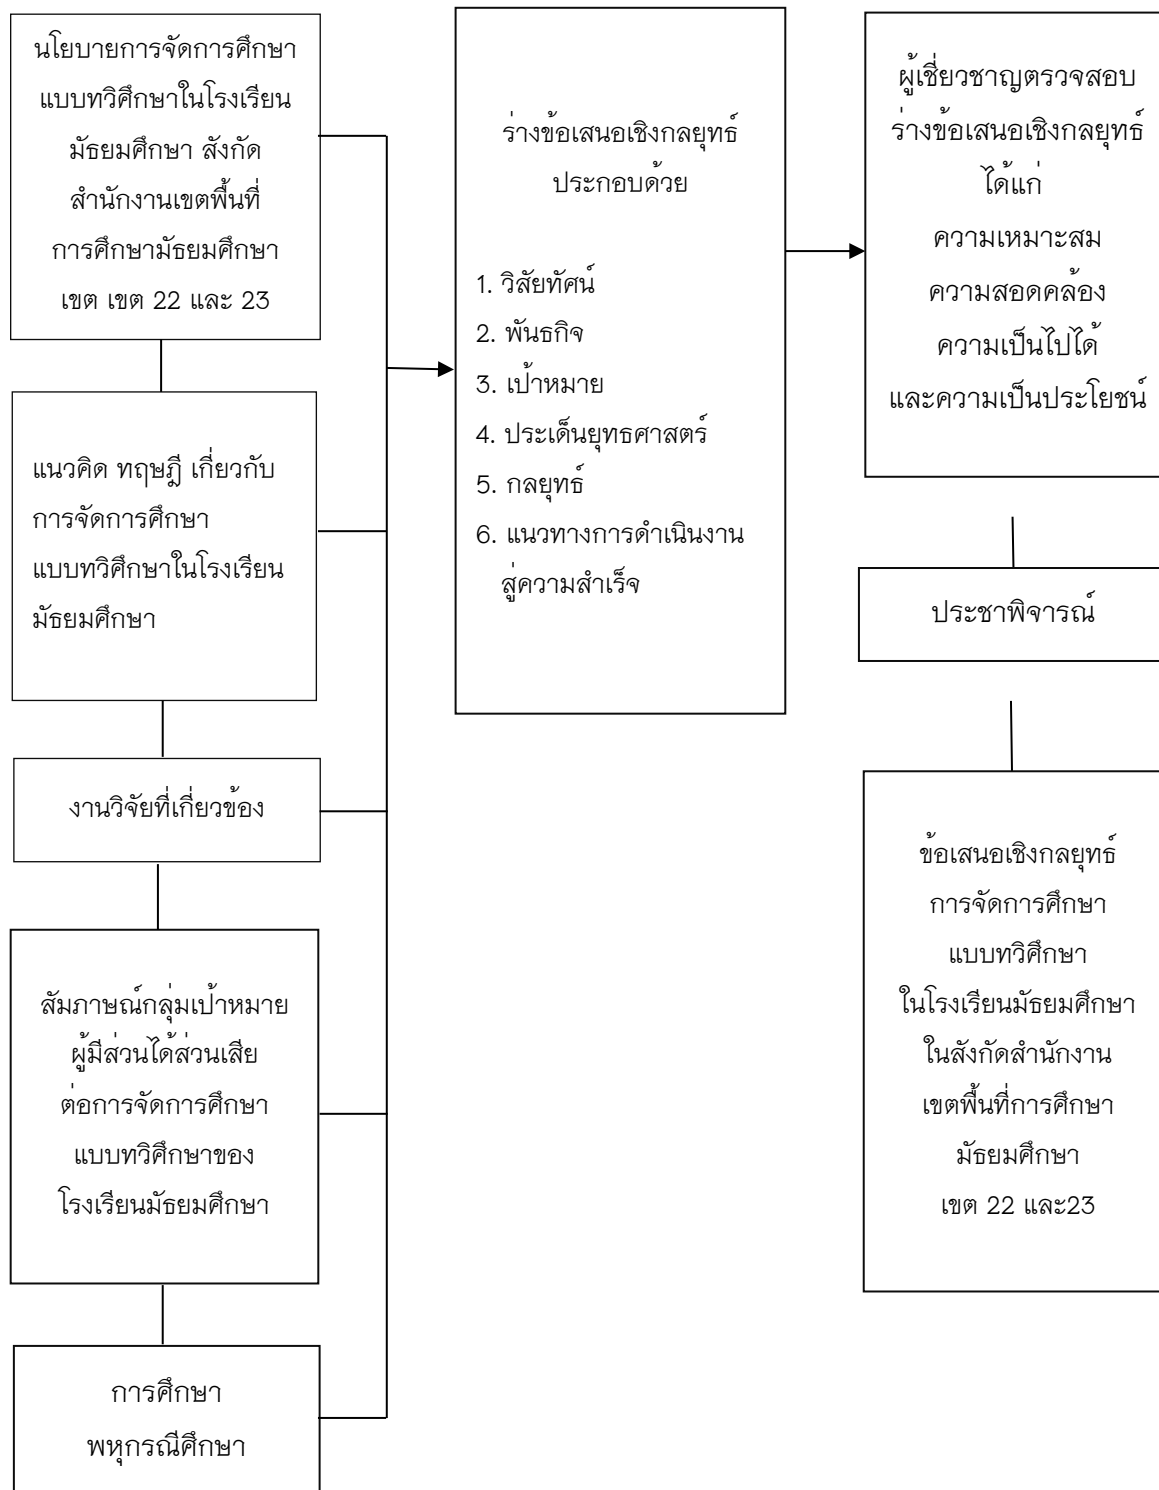 นโยบายการจัดการศึกษา
แบบทวิศึกษาในโรงเรียน
มัธยมศึกษา สังกัด
สำนักงานเขตพื้นที่
การศึกษามัธยมศึกษา
เขต เขต 22 และ 23
แนวคิด ทฤษฎี เกี่ยวกับ
การจัดการศึกษา
แบบทวิศึกษาในโรงเรียน
มัธยมศึกษา
งานวิจัยที่เกี่ยวข้อง
สัมภาษณ์กลุ่มเป้าหมาย
ผู้มีส่วนได้ส่วนเสีย
ต่อการจัดการศึกษา
แบบทวิศึกษาของ
โรงเรียนมัธยมศึกษา
การศึกษา
พหุกรณีศึกษา
ร่างข้อเสนอเชิงกลยุทธ์
ประกอบด้วย
1. วิสัยทัศน์
2. พันธกิจ
3. เป้าหมาย
4. ประเด็นยุทธศาสตร์
5. กลยุทธ์
6. แนวทางการดำเนินงาน
สู่ความสำเร็จ
ผู้เชี่ยวชาญตรวจสอบ
ร่างข้อเสนอเชิงกลยุทธ์
ได้แก่
ความเหมาะสม
ความสอดคล้อง
ความเป็นไปได้
และความเป็นประโยชน์
ประชาพิจารณ์
ข้อเสนอเชิงกลยุทธ์
การจัดการศึกษา
แบบทวิศึกษา
ในโรงเรียนมัธยมศึกษา
ในสังกัดสำนักงาน
เขตพื้นที่การศึกษา
มัธยมศึกษา
เขต 22 และ23